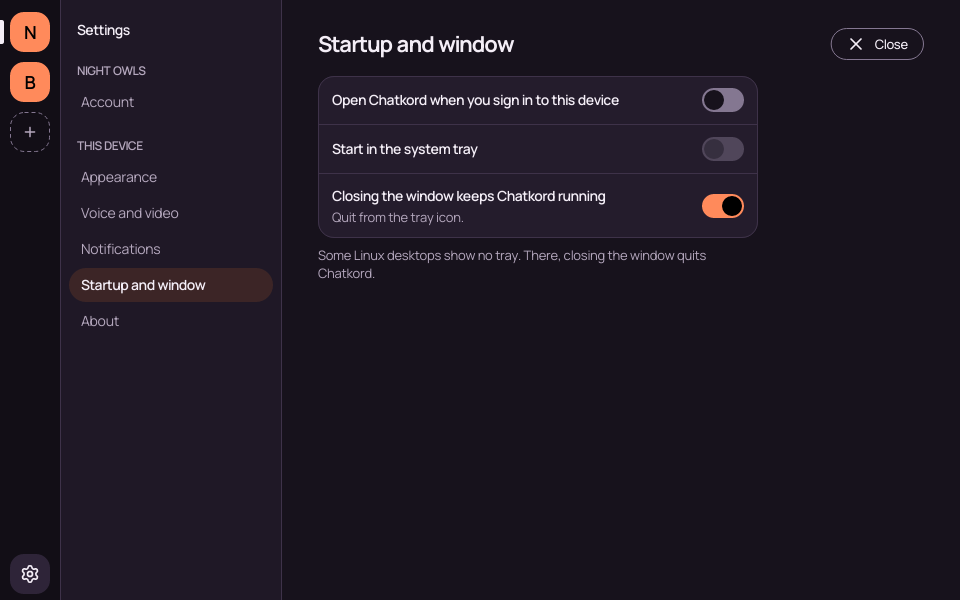 N
B
Settings
NIGHT OWLS
Account
THIS DEVICE
Appearance
Voice and video
Notifications
Startup and window
About
Startup and window
Close
Open Chatkord when you sign in to this device
Start in the system tray
Closing the window keeps Chatkord running
Quit from the tray icon.
Some Linux desktops show no tray. There, closing the window quits
Chatkord.